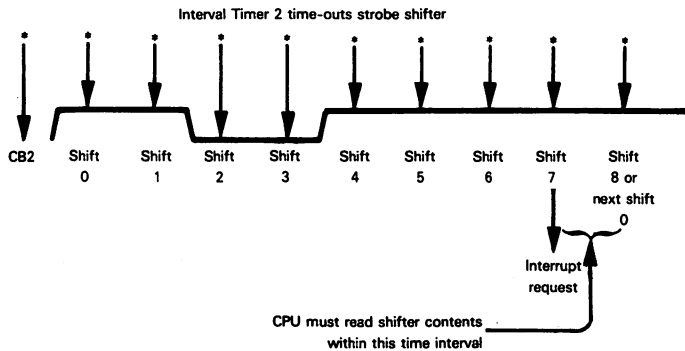 Interval Timer 2 time-outs strobe shifter
* * * * * * * * * *
CB2 Shift Shift Shift Shift Shift Shift Shift Shift Shift
0 1 2 3 4 5 6 7 8 or
next shift
0
Interrupt
request
CPU must read shifter contents
within this time interval